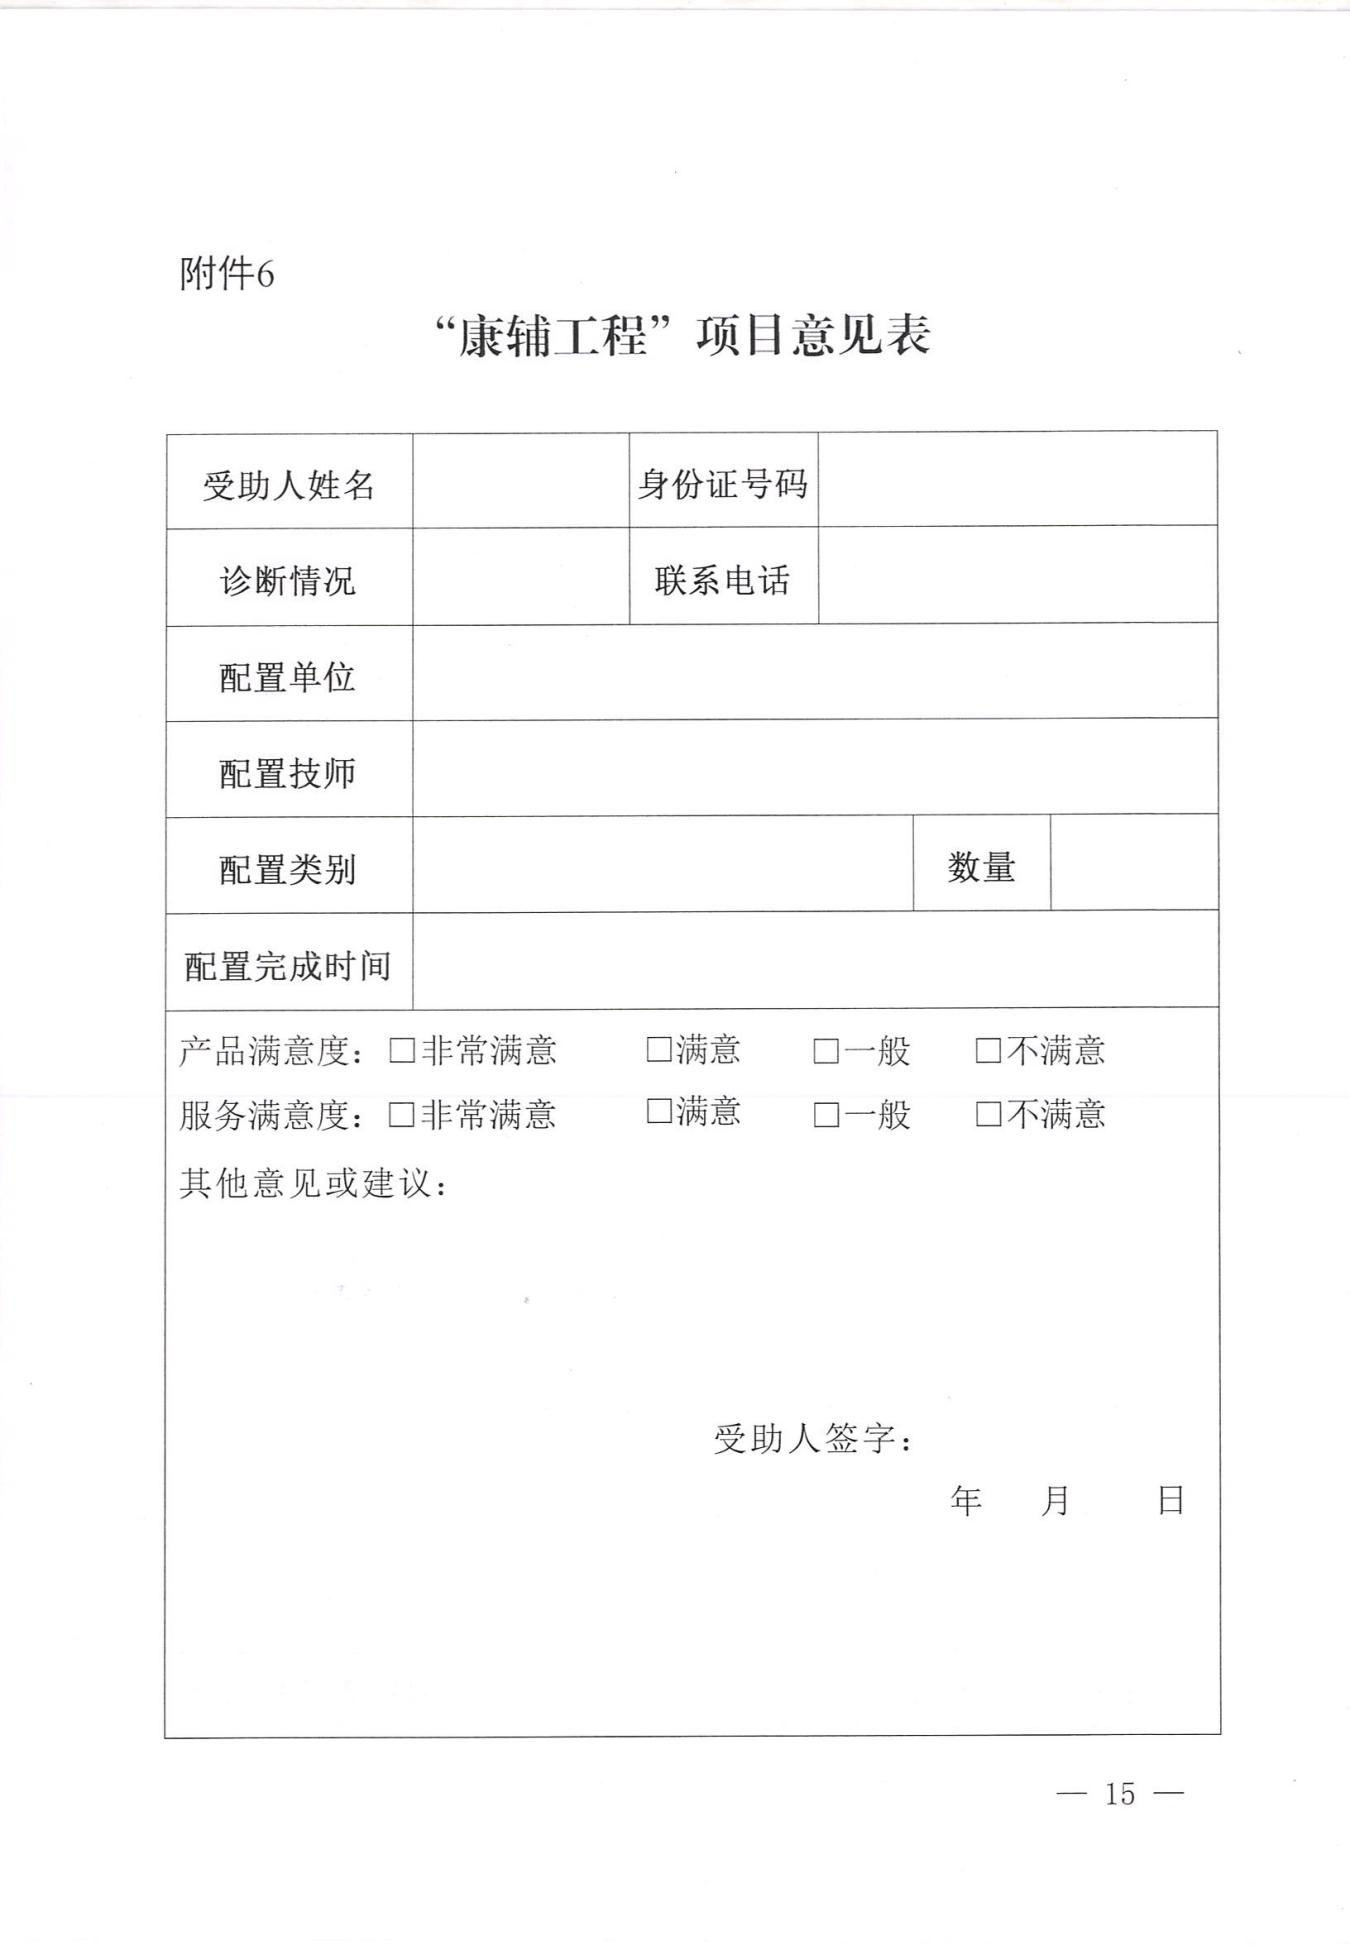 附件6
“康辅工程”项目意见表
受助人姓名 身份证号码
诊断情况 联系电话
配置单位
配置技师
配置类别 数量
配置完成时间
产品满意度：□非常满意 □满意 □一般 □不满意
服务满意度：□非常满意 □满意 □一般 □不满意
其他意见或建议：
受助人签字：
年 月 日
— 15 —